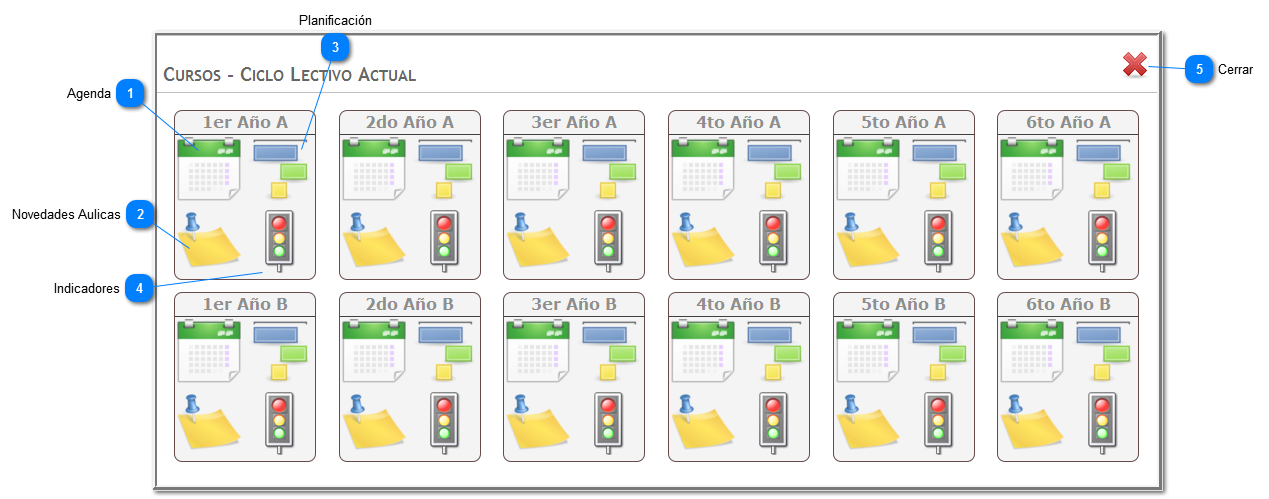 Planificación
3
Cursos - Ciclo Lectivo Actual
5 Cerrar
Agenda 1
1er Año A 2do Año A 3er Año A 4to Año A 5to Año A 6to Año A
Novedades Aulicas 2
Indicadores 4
1er Año B 2do Año B 3er Año B 4to Año B 5to Año B 6to Año B